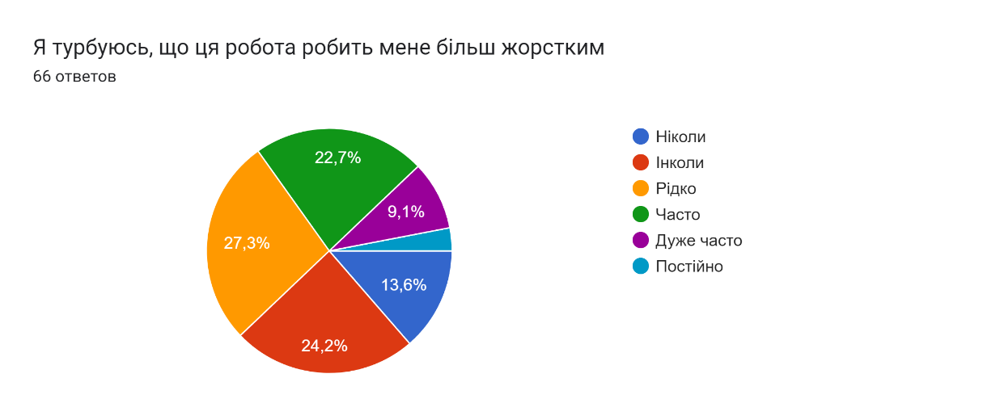 Я турбуюсь, що ця робота робить мене більш жорстким
66 ответов
22,7%
9,1%
27,3%
13,6%
24,2%
Ніколи
Інколи
Рідко
Часто
Дуже часто
Постійно